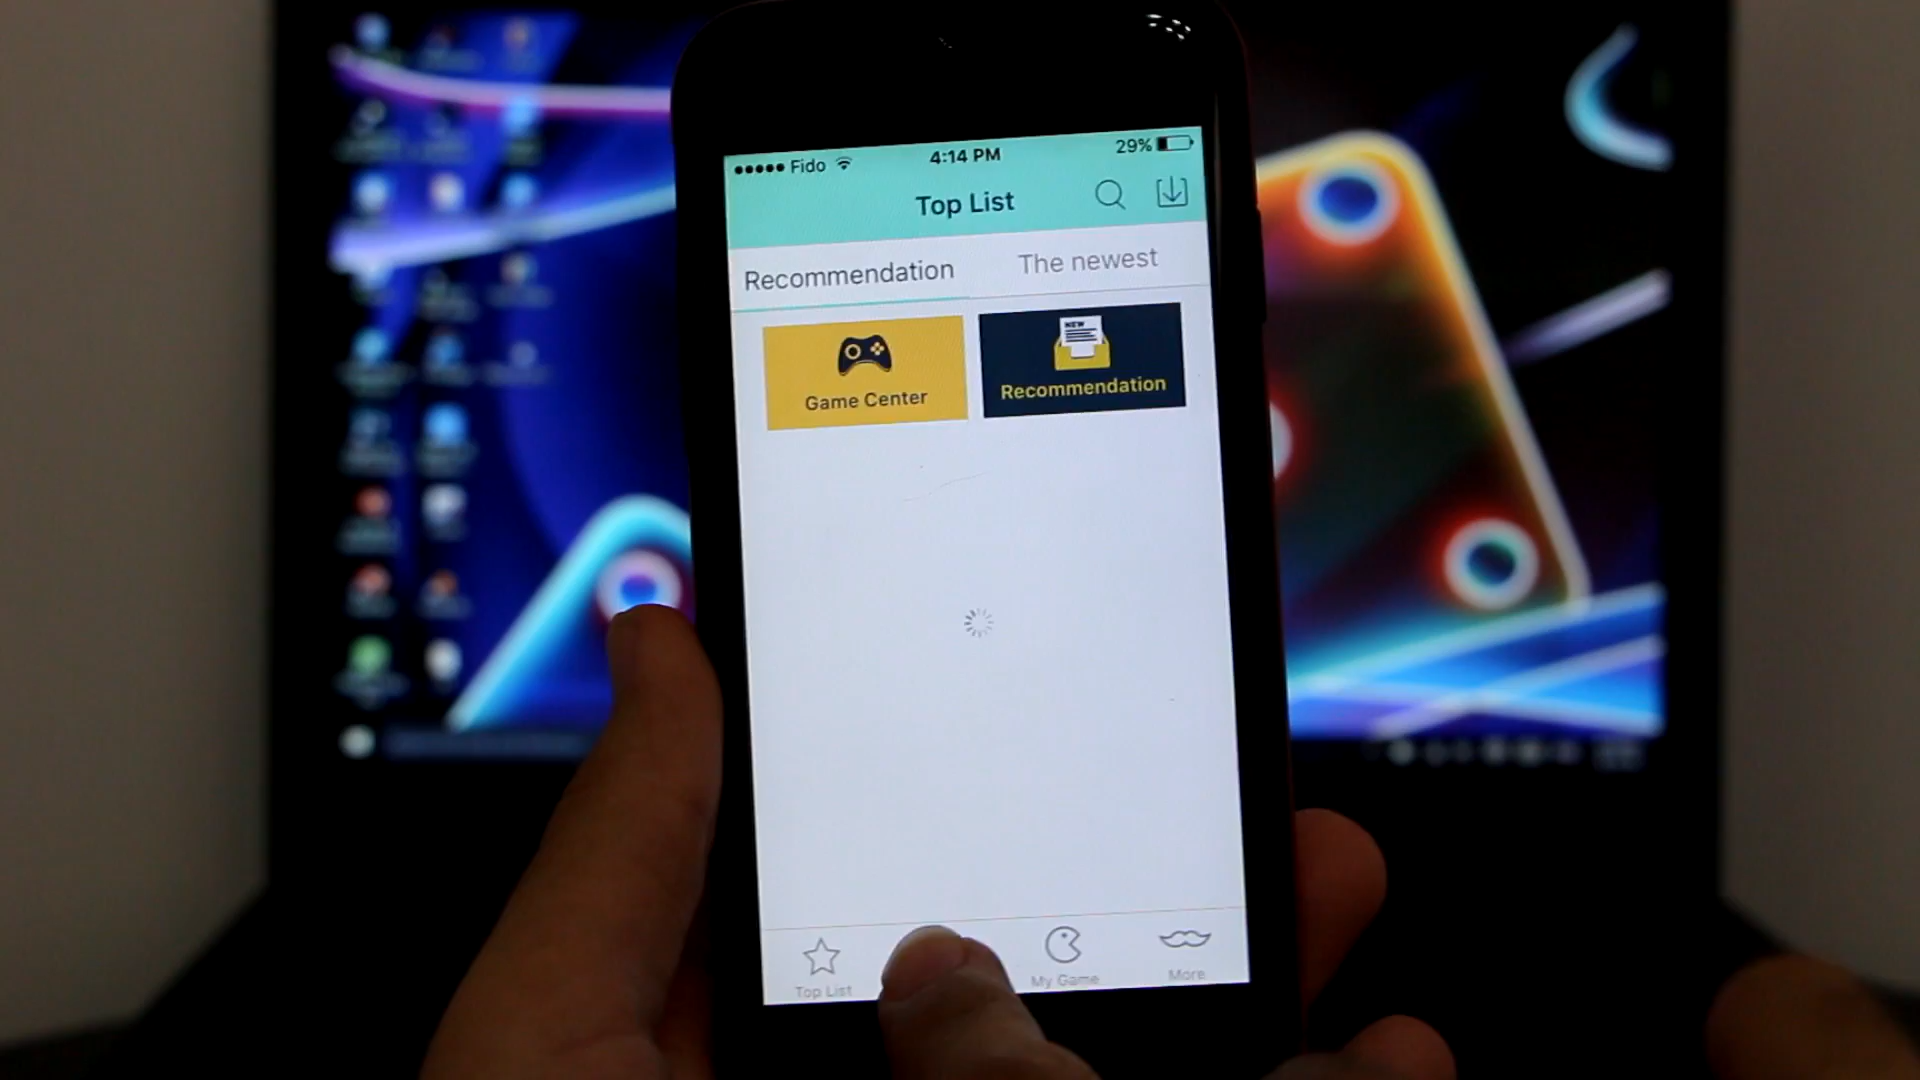 ●●●●● Fido 4:14 PM 29%
Top List
Recommendation The newest
NEW
Game Center Recommendation
Top List My Game More